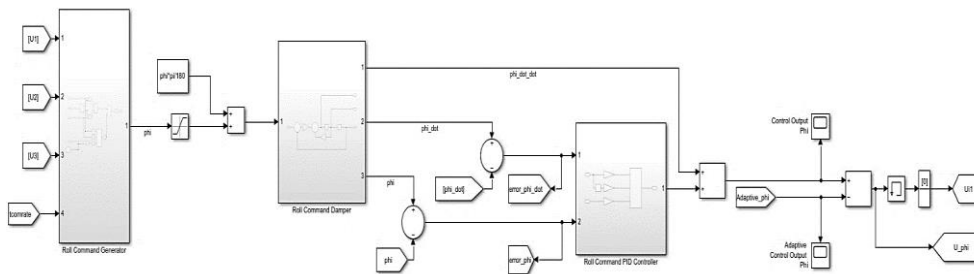 [U1]
[U2]
[U3]
tcomrate
1
2
3
4
1
Roll Command Generator
phi
phi*pi/180
+
+
1
1
2
3
Roll Command Damper
phi_dot_dot
phi_dot
phi
[phi_dot]
phi
error_phi_dot
error_phi
1
2
1
Roll Command PID Controller
+
+
Control Output
Phi
Adaptive_phi
Adaptive
Control Output
Phi
+
−
U_phi